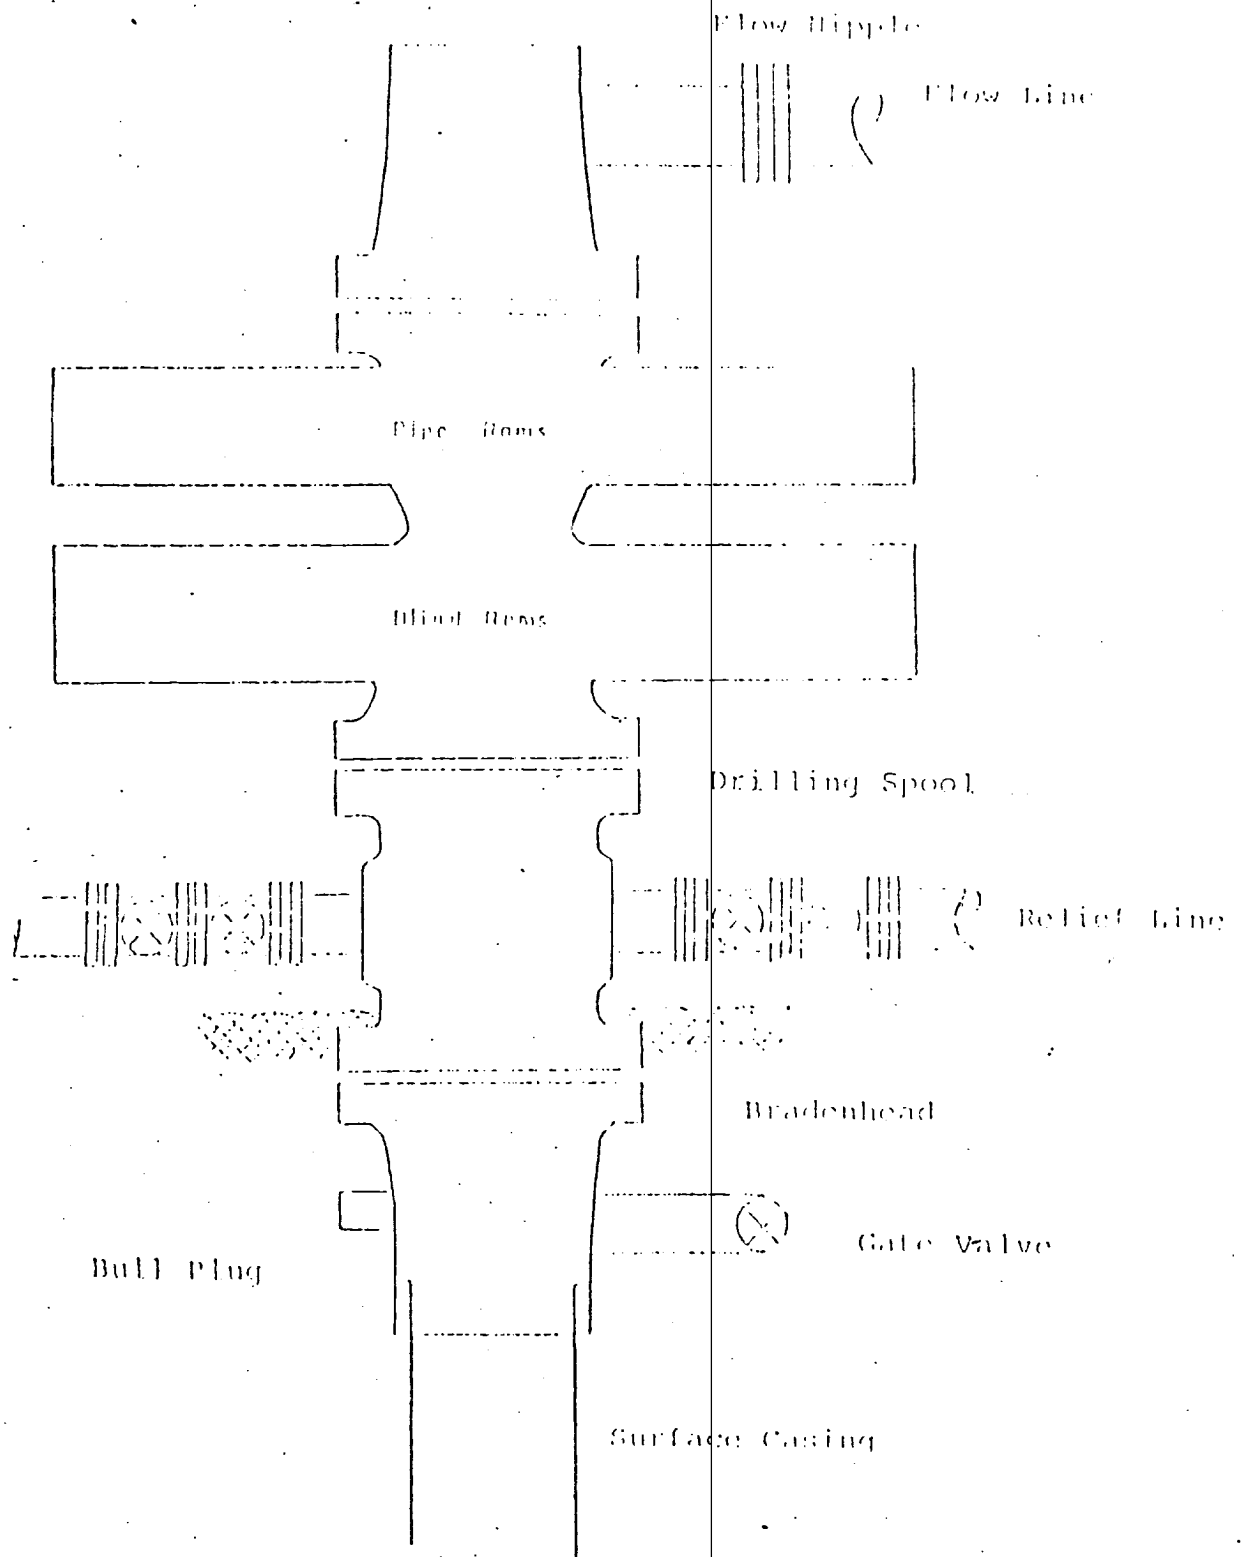 Flow Nipple
Flow Line
Pipe Rams
Blind Rams
Drilling Spool
Relief Line
Bradenhead
Gate Valve
Bull Plug
Surface Casing